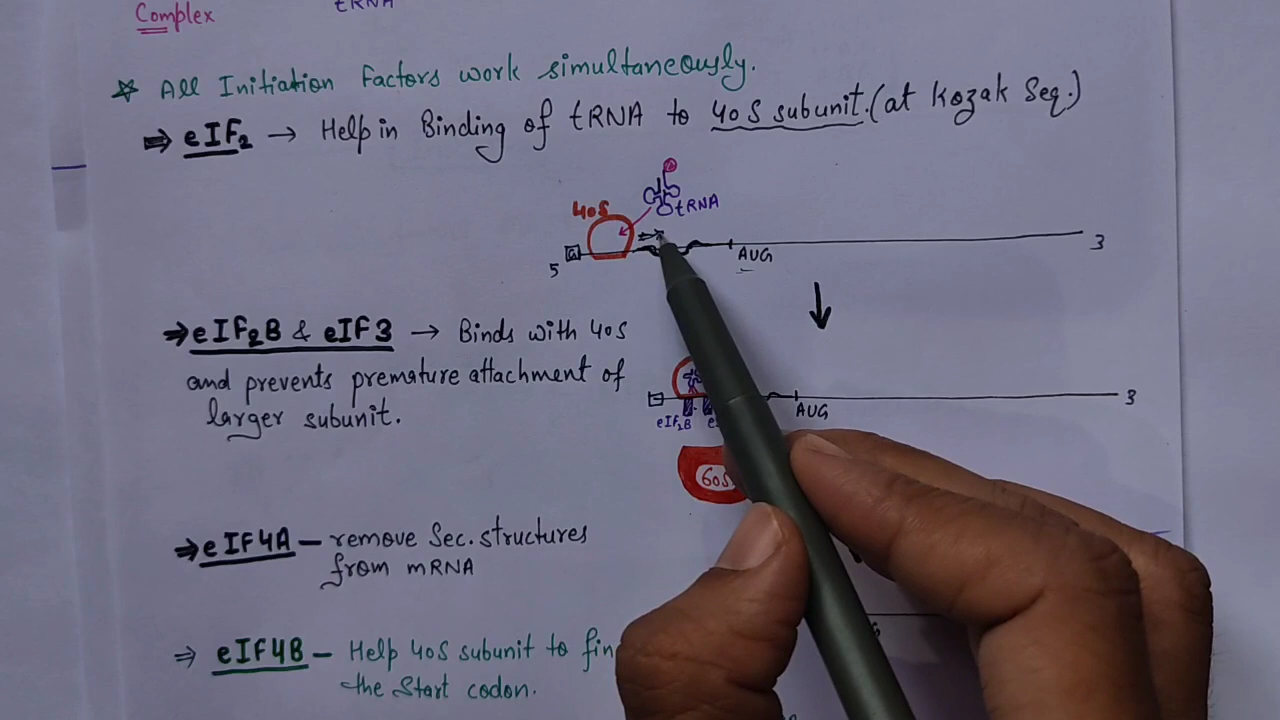 Complex
tRNA
☆ All Initiation Factors work simultaneously.
⇒ eIF2 → Help in Binding of tRNA to 40S subunit. (at Kozak Seq.)
40S
tRNA
G
5
AUG
3
⇒ eIF2B & eIF3 → Binds with 40S
and prevents premature attachment of
larger subunit.
AUG
3
eIF2B
60S
⇒ eIF4A – remove Sec. structures
from mRNA
⇒ eIF4B – Help 40S subunit to
the Start codon.